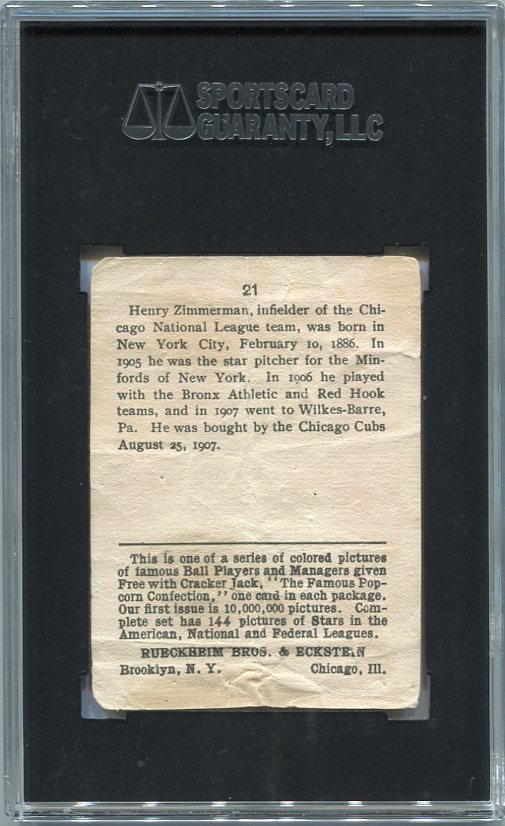 SPORTSCARD
GUARANTY, LLC
21
Henry Zimmerman, infielder of the Chi-
cago National League team, was born in
New York City, February 10, 1886. In
1905 he was the star pitcher for the Min-
fords of New York. In 1906 he played
with the Bronx Athletic and Red Hook
teams, and in 1907 went to Wilkes-Barre,
Pa. He was bought by the Chicago Cubs
August 25, 1907.
This is one of a series of colored pictures
of famous Ball Players and Managers given
Free with Cracker Jack, "The Famous Pop-
corn Confection," one card in each package.
Our first issue is 10,000,000 pictures. Com-
plete set has 144 pictures of Stars in the
American, National and Federal Leagues.
RUECKHEIM BROS. & ECKSTEIN
Brooklyn, N. Y. Chicago, Ill.